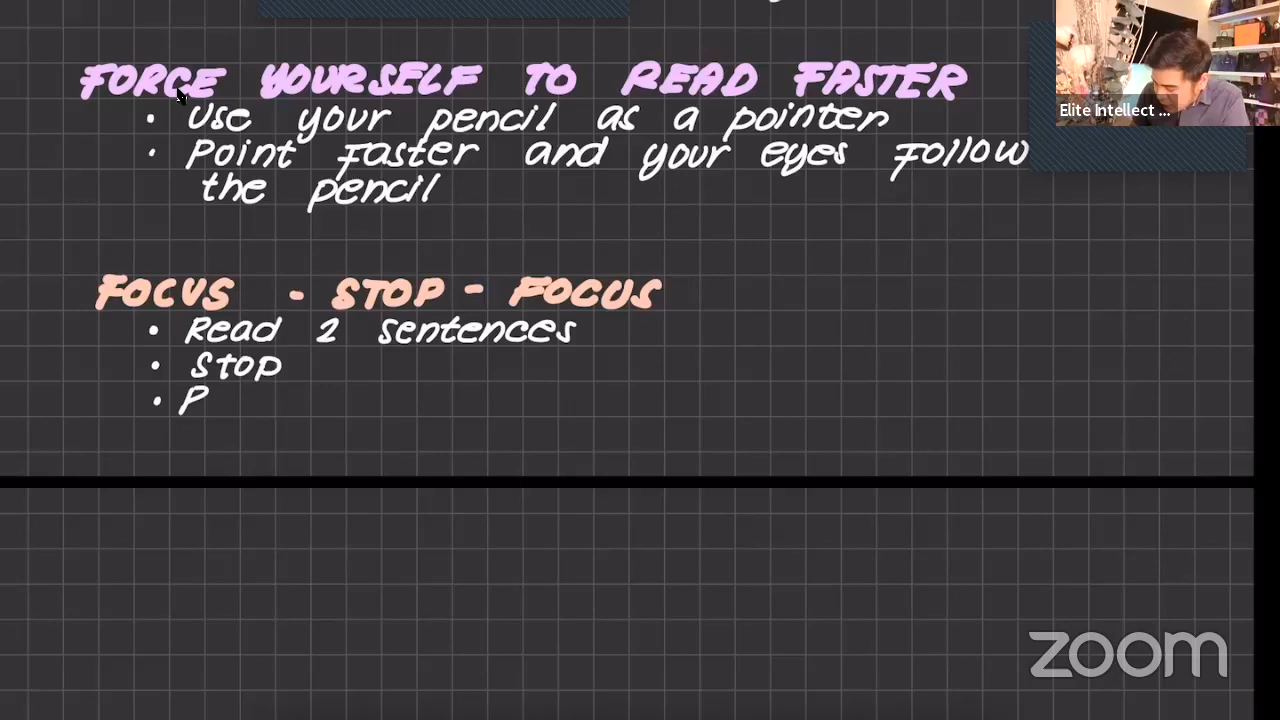 FORCE YOURSELF TO READ FASTER
• Use your pencil as a pointer
• Point faster and your eyes follow
the pencil
FOCUS - STOP - FOCUS
• Read 2 sentences
• Stop
• P
Elite Intellect ...
zoom